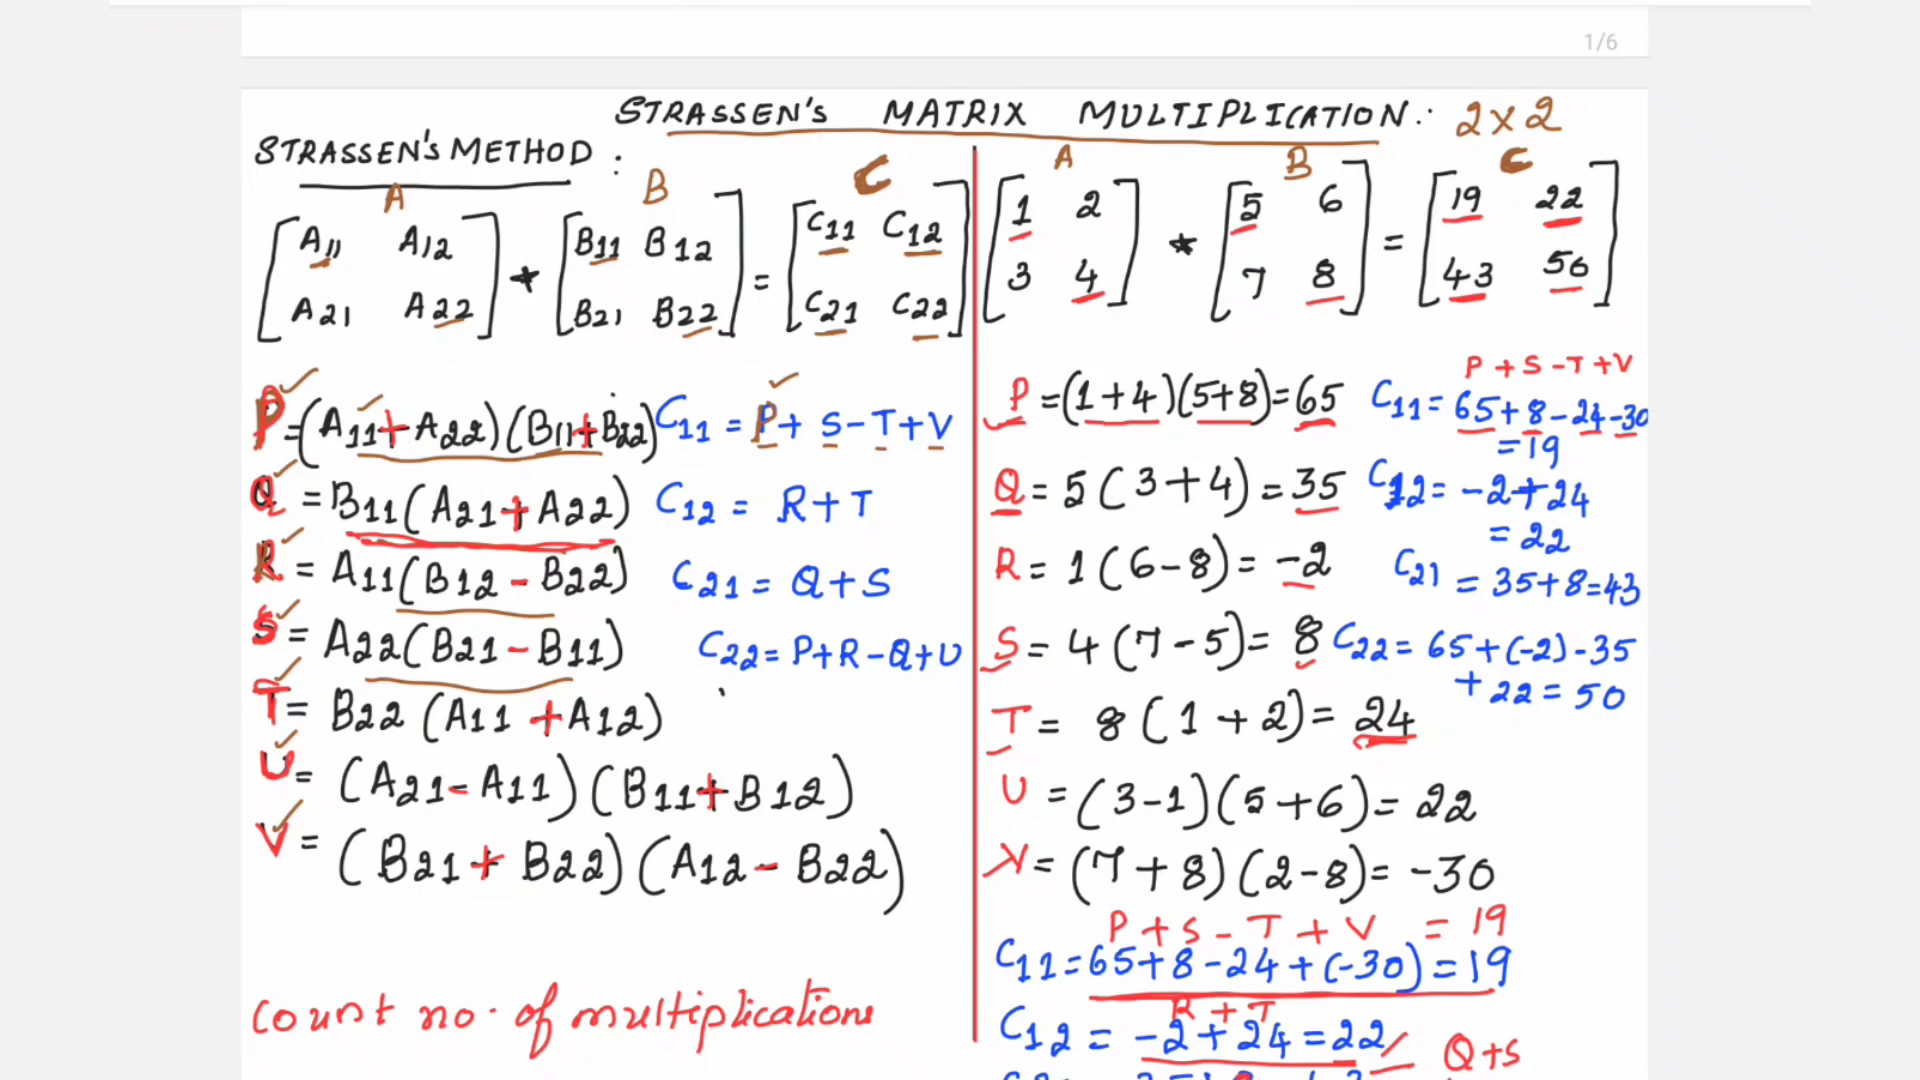 1/6
STRASSEN'S MATRIX MULTIPLICATION:- 2x2
STRASSEN'S METHOD :
A B C
[A11 A12 * [B11 B12 = [C11 C12]
A21 A22] B21 B22] C21 C22]
P = (A11+A22)(B11+B22) C11 = P+ S-T+V
Q = B11(A21+A22) C12 = R+T
R = A11(B12-B22) C21 = Q+S
S = A22(B21-B11) C22=P+R-Q+U
T = B22 (A11 +A12)
U = (A21-A11)(B11+B12)
V = (B21+B22)(A12-B22)
count no. of multiplications
A B C
[1 2 * [5 6 = [19 22
3 4] 7 8] 43 50]
P =(1+4)(5+8)=65
Q = 5(3+4)=35
R = 1(6-8)= -2
S = 4(7-5)= 8
T = 8(1+2)= 24
U =(3-1)(5+6)= 22
V =(7+8)(2-8)= -30
P+S-T+V
C11= 65+8-24-30
=19
C12= -2+24
= 22
C21 = 35+8=43
C22= 65+(-2)-35
+22=50
P+S-T+V = 19
C11=65+8-24+(-30)=19
R+T
C12 = -2+24=22
Q+S